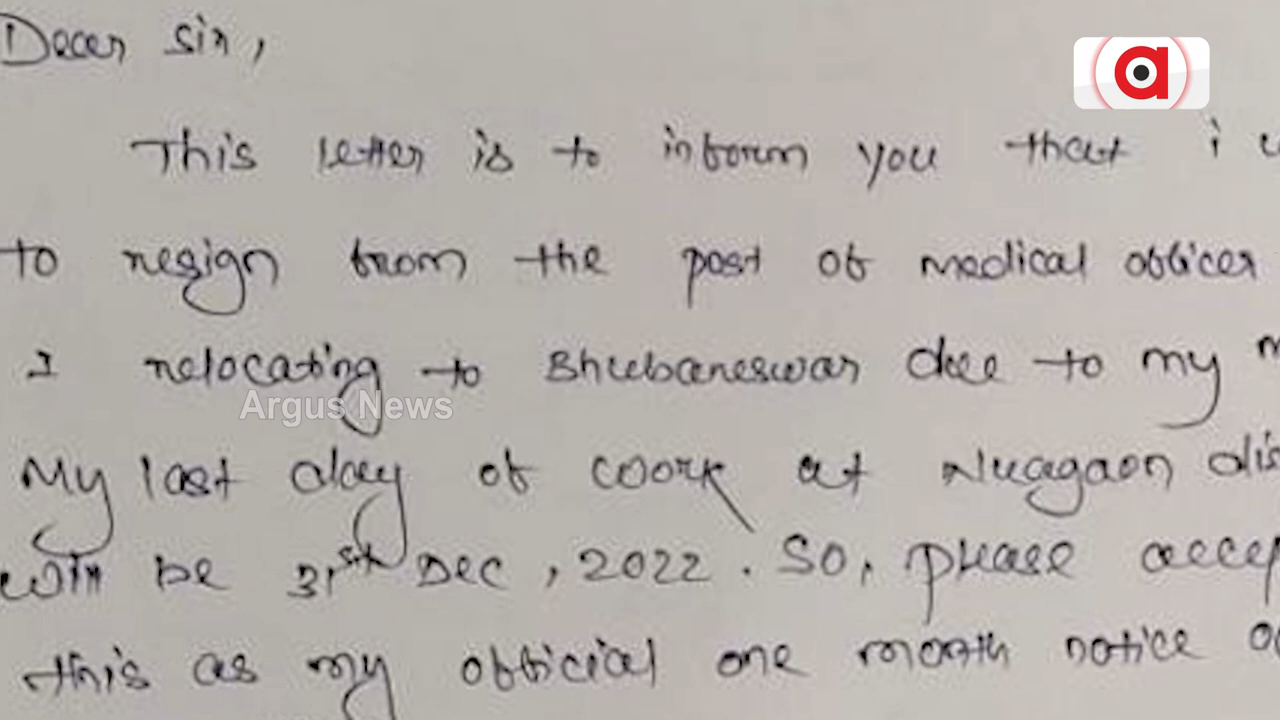 Dear Sir,
This letter is to inform you that i
to resign from the post of medical officer
I relocating to Bhubaneswar due to my
Argus News
My last day of work at Nuagaon
will be 31st Dec, 2022. So, please
this as my official one month notice